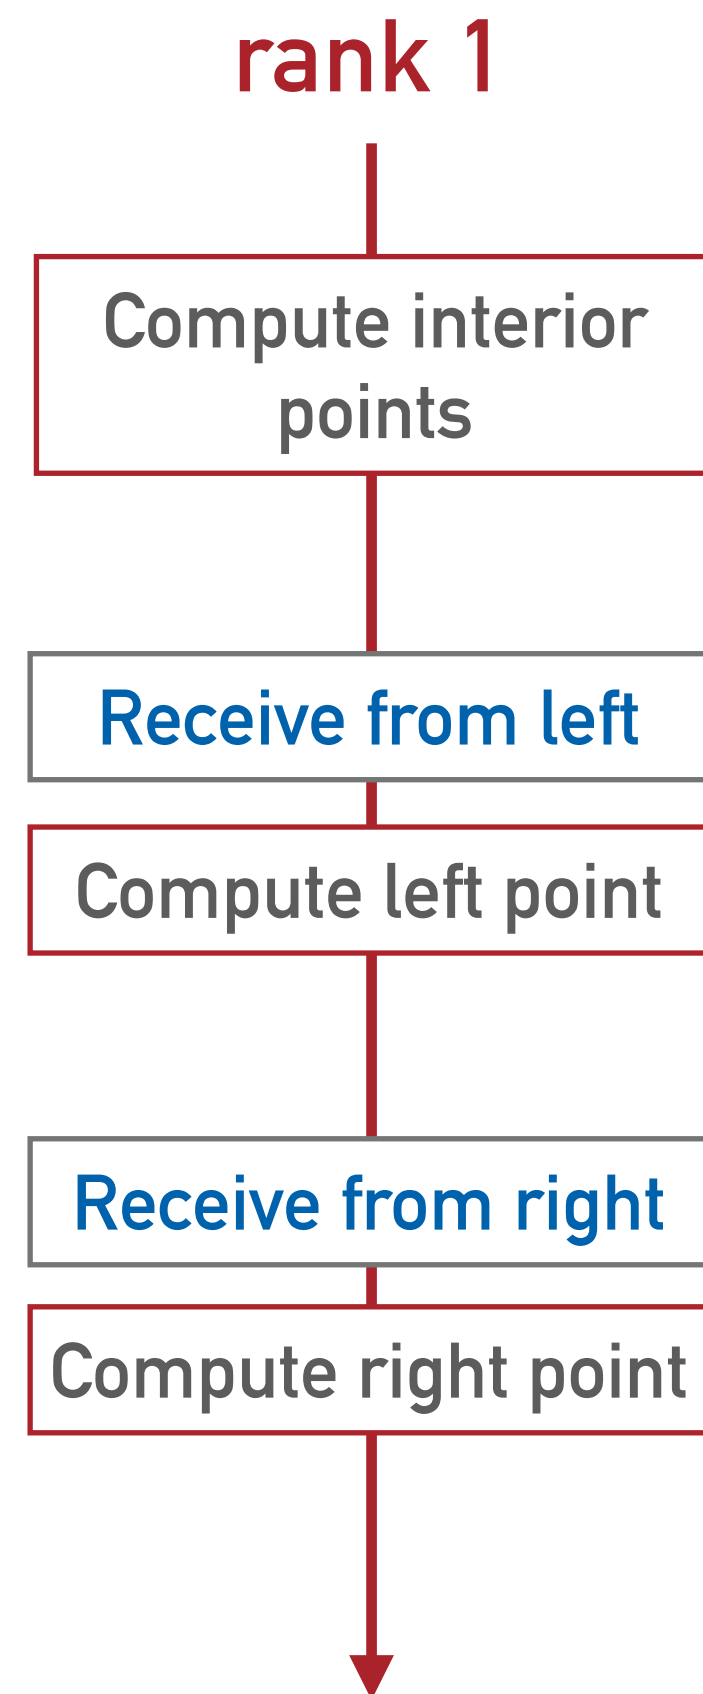 rank 1
Compute interior
points
Receive from left
Compute left point
Receive from right
Compute right point